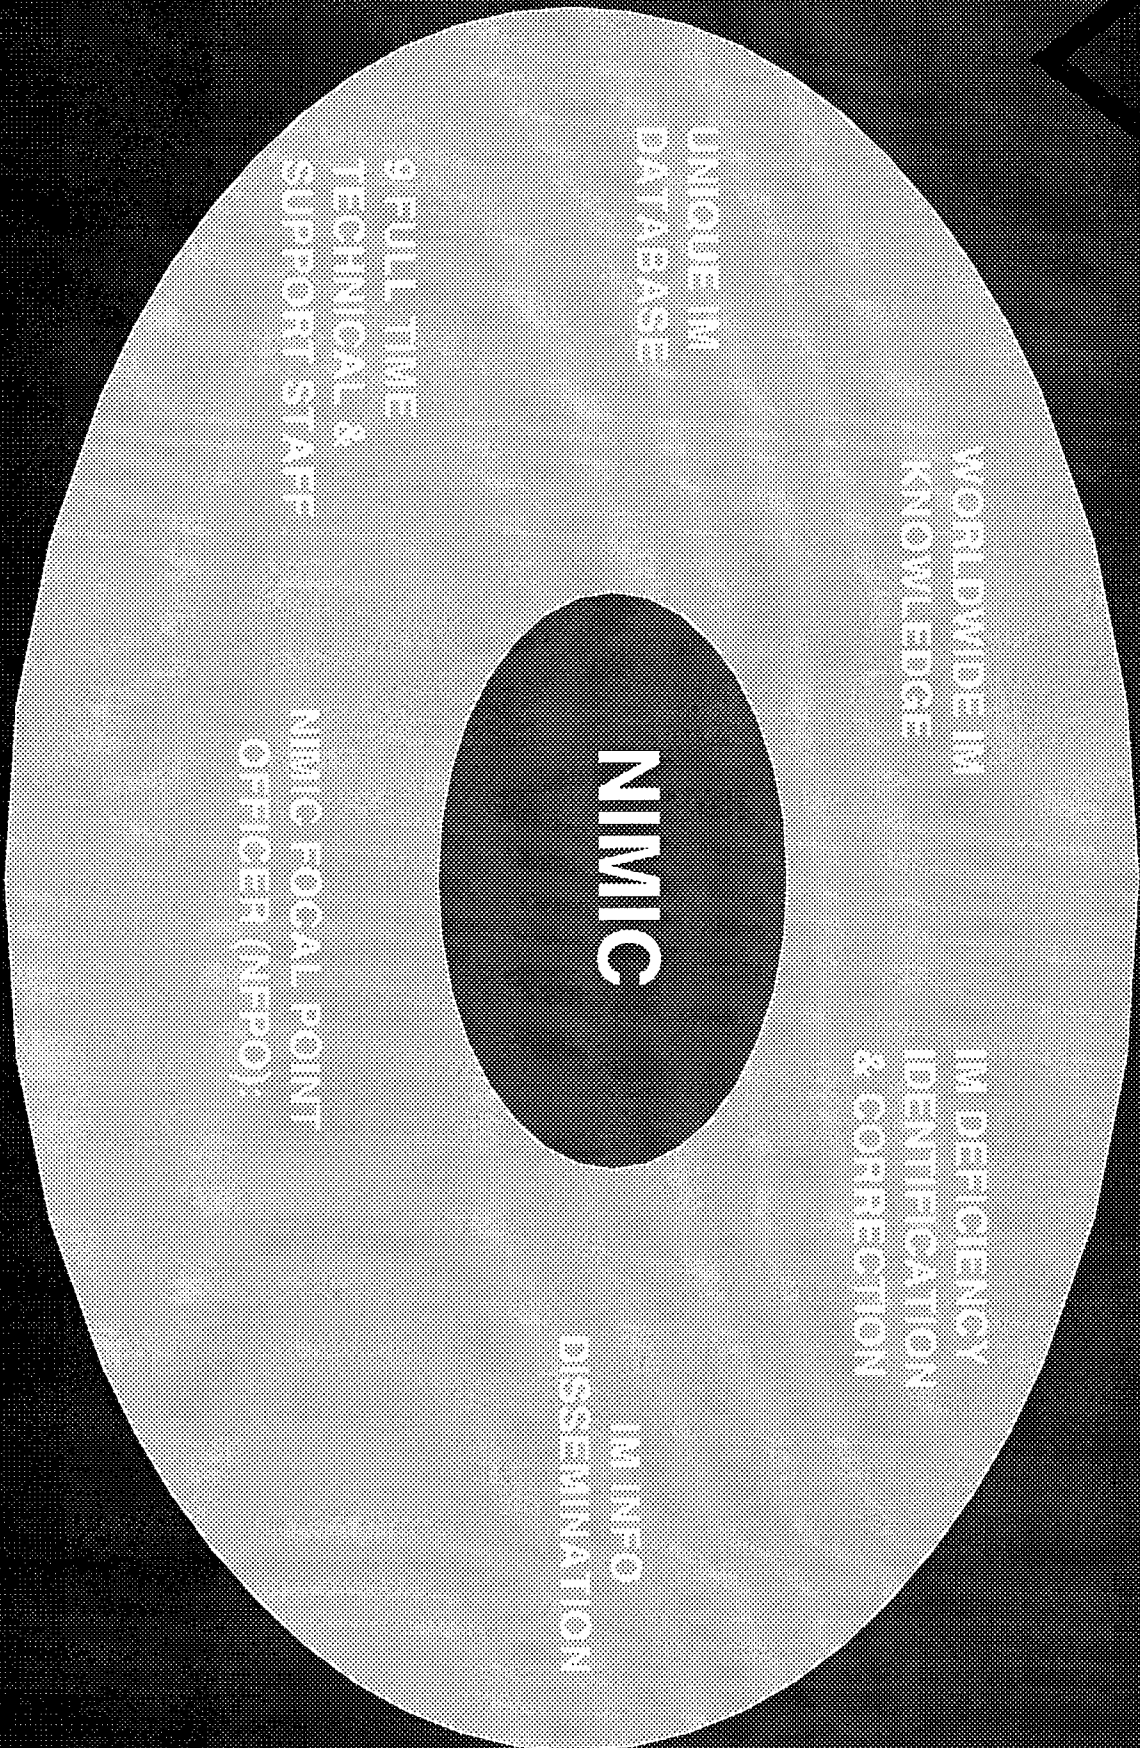 WORLDWIDE IM
KNOWLEDGE
IM DEFICIENCY
IDENTIFICATION
& CORRECTION
UNIQUE IM
DATABASE
NIMIC
IM INFO
DISSEMINATION
9 FULL TIME
TECHNICAL &
SUPPORT STAFF
NIMIC FOCAL POINT
OFFICER (NFPO)